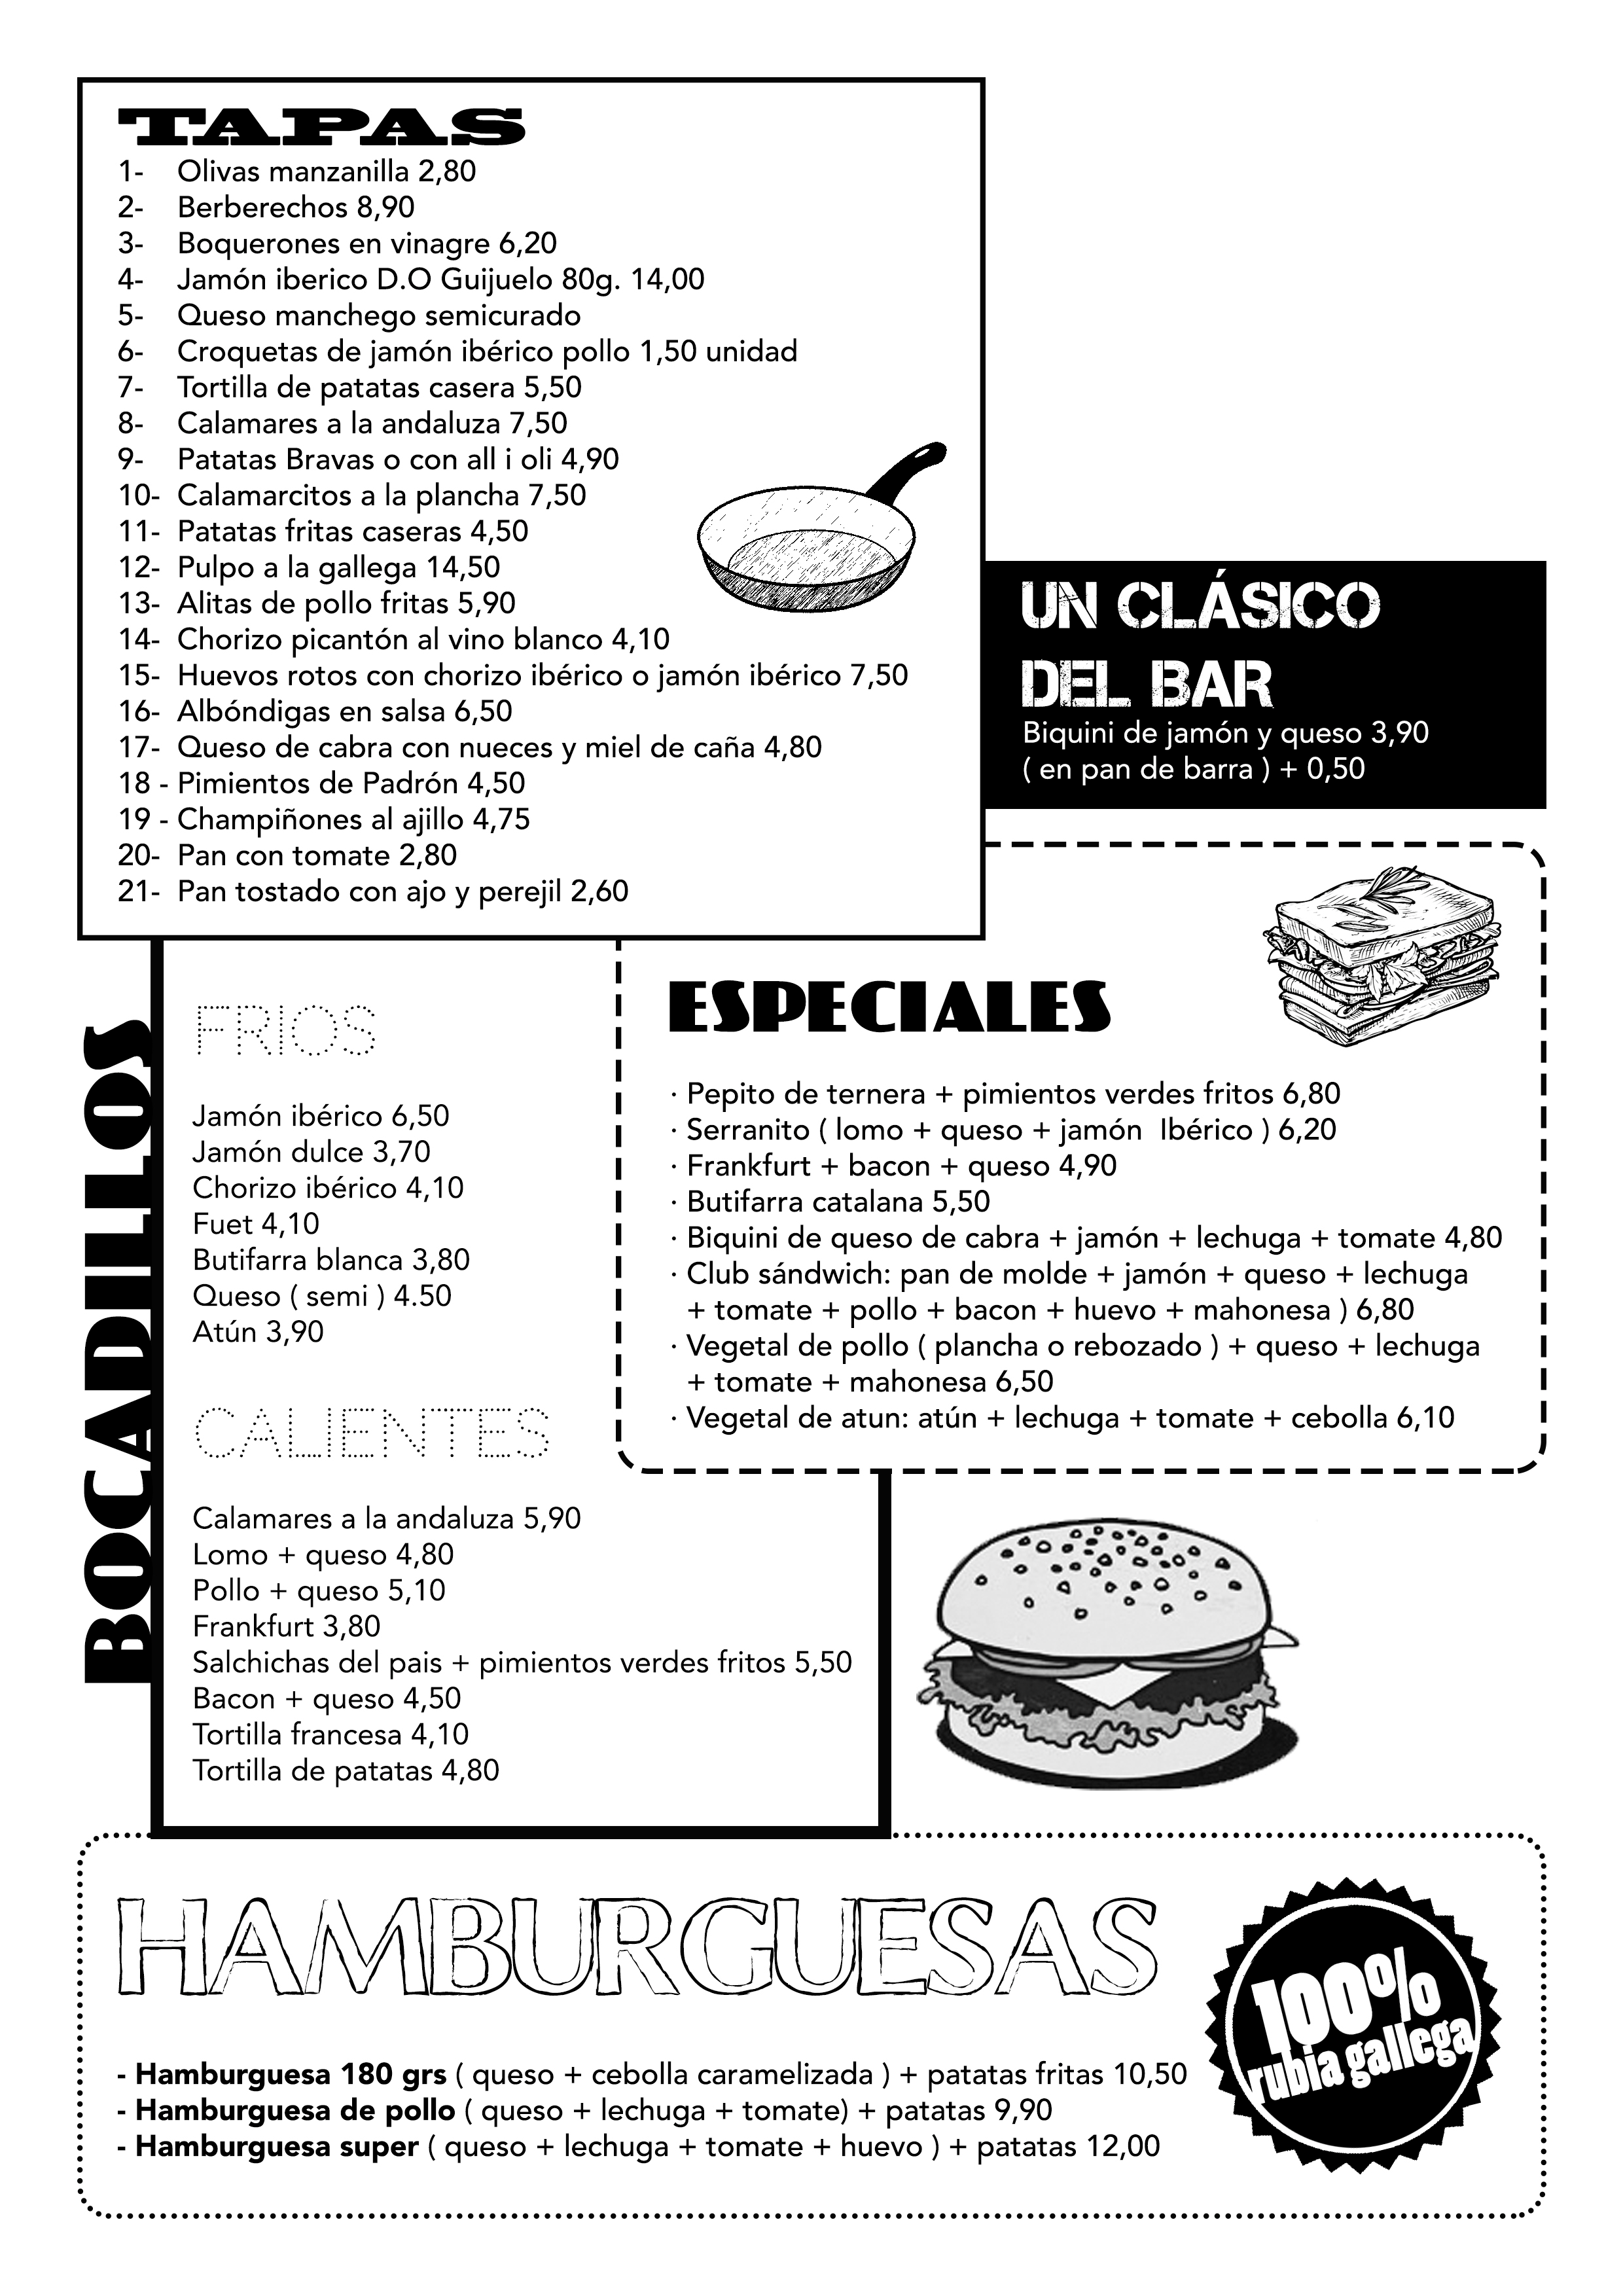 TAPAS
1- Olivas manzanilla 2,80
2- Berberechos 8,90
3- Boquerones en vinagre 6,20
4- Jamón iberico D.O Guijuelo 80g. 14,00
5- Queso manchego semicurado
6- Croquetas de jamón ibérico pollo 1,50 unidad
7- Tortilla de patatas casera 5,50
8- Calamares a la andaluza 7,50
9- Patatas Bravas o con all i oli 4,90
10- Calamarcitos a la plancha 7,50
11- Patatas fritas caseras 4,50
12- Pulpo a la gallega 14,50
13- Alitas de pollo fritas 5,90
14- Chorizo picantón al vino blanco 4,10
15- Huevos rotos con chorizo ibérico o jamón ibérico 7,50
16- Albóndigas en salsa 6,50
17- Queso de cabra con nueces y miel de caña 4,80
18 - Pimientos de Padrón 4,50
19 - Champiñones al ajillo 4,75
20- Pan con tomate 2,80
21- Pan tostado con ajo y perejil 2,60
UN CLÁSICO
DEL BAR
Biquini de jamón y queso 3,90
( en pan de barra ) + 0,50
BOCADILLOS
FRIOS
Jamón ibérico 6,50
Jamón dulce 3,70
Chorizo ibérico 4,10
Fuet 4,10
Butifarra blanca 3,80
Queso ( semi ) 4.50
Atún 3,90
CALIENTES
Calamares a la andaluza 5,90
Lomo + queso 4,80
Pollo + queso 5,10
Frankfurt 3,80
Salchichas del pais + pimientos verdes fritos 5,50
Bacon + queso 4,50
Tortilla francesa 4,10
Tortilla de patatas 4,80
ESPECIALES
· Pepito de ternera + pimientos verdes fritos 6,80
· Serranito ( lomo + queso + jamón Ibérico ) 6,20
· Frankfurt + bacon + queso 4,90
· Butifarra catalana 5,50
· Biquini de queso de cabra + jamón + lechuga + tomate 4,80
· Club sándwich: pan de molde + jamón + queso + lechuga
+ tomate + pollo + bacon + huevo + mahonesa ) 6,80
· Vegetal de pollo ( plancha o rebozado ) + queso + lechuga
+ tomate + mahonesa 6,50
· Vegetal de atun: atún + lechuga + tomate + cebolla 6,10
HAMBURGUESAS
- Hamburguesa 180 grs ( queso + cebolla caramelizada ) + patatas fritas 10,50
- Hamburguesa de pollo ( queso + lechuga + tomate) + patatas 9,90
- Hamburguesa super ( queso + lechuga + tomate + huevo ) + patatas 12,00
100%
rubia gallega